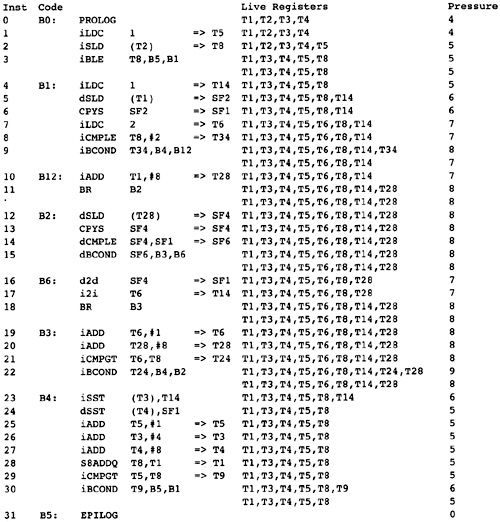 Inst Code Live Registers Pressure
0 B0: PROLOG T1,T2,T3,T4 4
1 iLDC 1 => T5 T1,T2,T3,T4 4
2 iSLD (T2) => T8 T1,T2,T3,T4,T5 5
3 iBLE T8,B5,B1 T1,T3,T4,T5,T8 5
T1,T3,T4,T5,T8 5
4 B1: iLDC 1 => T14 T1,T3,T4,T5,T8 5
5 dSLD (T1) => SF2 T1,T3,T4,T5,T8,T14 6
6 CPYS SF2 => SF1 T1,T3,T4,T5,T8,T14 6
7 iLDC 2 => T6 T1,T3,T4,T5,T6,T8,T14 7
8 iCMPLE T8,#2 => T34 T1,T3,T4,T5,T6,T8,T14 7
9 iBCOND T34,B4,B12 T1,T3,T4,T5,T6,T8,T14,T34 8
T1,T3,T4,T5,T6,T8,T14 7
10 B12: iADD T1,#8 => T28 T1,T3,T4,T5,T6,T8,T14 7
11 BR B2 T1,T3,T4,T5,T6,T8,T14,T28 8
T1,T3,T4,T5,T6,T8,T14,T28 8
12 B2: dSLD (T28) => SF4 T1,T3,T4,T5,T6,T8,T14,T28 8
13 CPYS SF4 => SF4 T1,T3,T4,T5,T6,T8,T14,T28 8
14 dCMPLE SF4,SF1 => SF6 T1,T3,T4,T5,T6,T8,T14,T28 8
15 dBCOND SF6,B3,B6 T1,T3,T4,T5,T6,T8,T14,T28 8
T1,T3,T4,T5,T6,T8,T14,T28 8
16 B6: d2d SF4 => SF1 T1,T3,T4,T5,T6,T8,T28 7
17 i2i T6 => T14 T1,T3,T4,T5,T6,T8,T28 7
18 BR B3 T1,T3,T4,T5,T6,T8,T14,T28 8
T1,T3,T4,T5,T6,T8,T14,T28 8
19 B3: iADD T6,#1 => T6 T1,T3,T4,T5,T6,T8,T14,T28 8
20 iADD T28,#8 => T28 T1,T3,T4,T5,T6,T8,T14,T28 8
21 iCMPGT T6,T8 => T24 T1,T3,T4,T5,T6,T8,T14,T28 8
22 iBCOND T24,B4,B2 T1,T3,T4,T5,T6,T8,T14,T24,T28 9
T1,T3,T4,T5,T6,T8,T14,T28 8
23 B4: iSST (T3),T14 T1,T3,T4,T5,T8,T14 6
24 dSST (T4),SF1 T1,T3,T4,T5,T8 5
25 iADD T5,#1 => T5 T1,T3,T4,T5,T8 5
26 iADD T3,#4 => T3 T1,T3,T4,T5,T8 5
27 iADD T4,#8 => T4 T1,T3,T4,T5,T8 5
28 S8ADDQ T8,T1 => T1 T1,T3,T4,T5,T8 5
29 iCMPGT T5,T8 => T9 T1,T3,T4,T5,T8 5
30 iBCOND T9,B5,B1 T1,T3,T4,T5,T8,T9 6
T1,T3,T4,T5,T8 5
31 B5: EPILOG 0